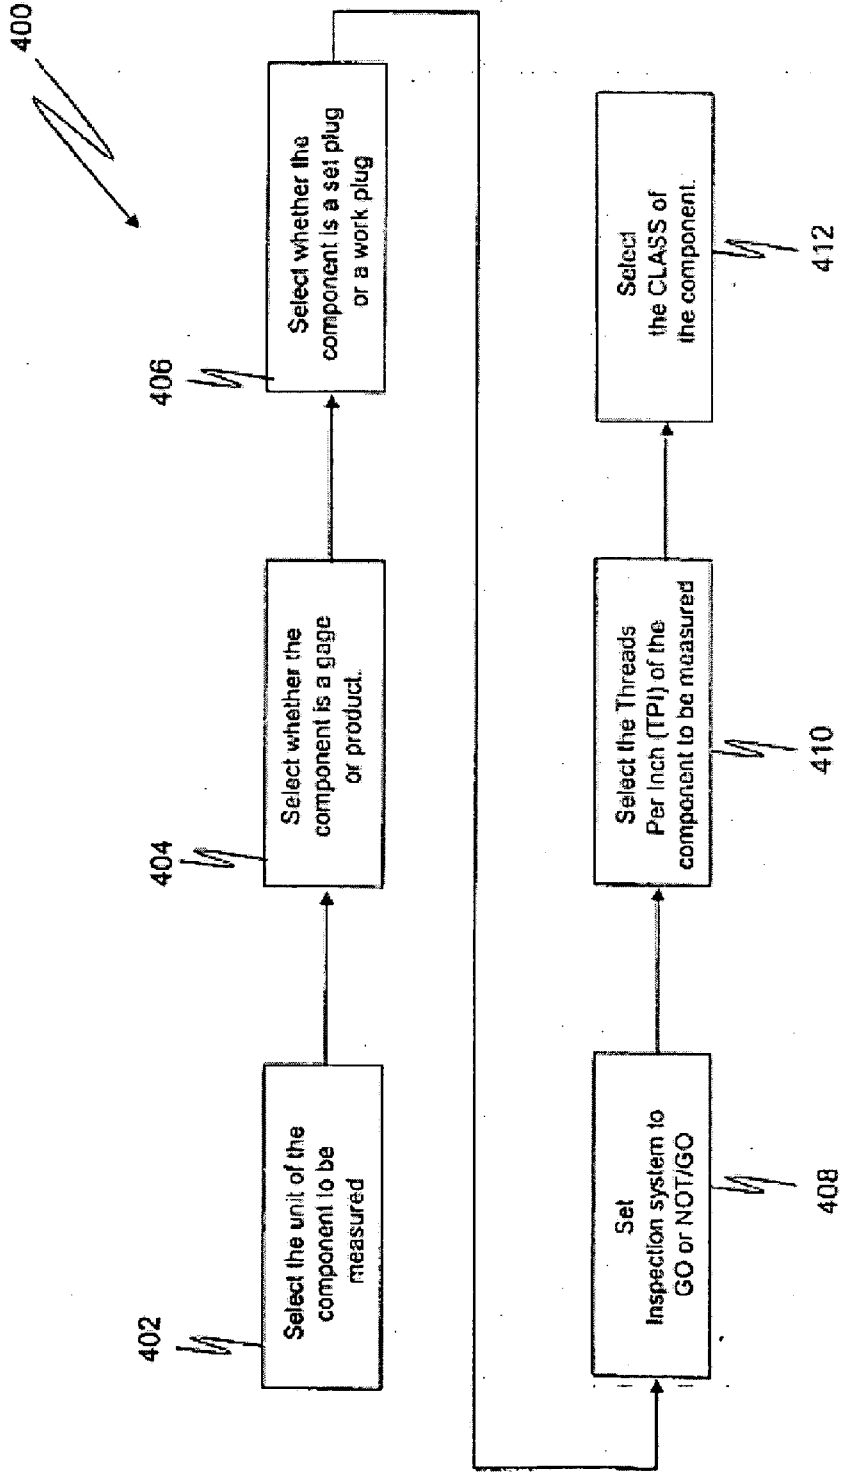 400
402
Select the unit of the
component to be
measured
404
Select whether the
component is a gage
or product.
406
Select whether the
component is a set plug
or a work plug
Set
Inspection system to
GO or NOT/GO
408
Select the Threads
Per Inch (TPI) of the
component to be measured
410
Select
the CLASS of
the component.
412